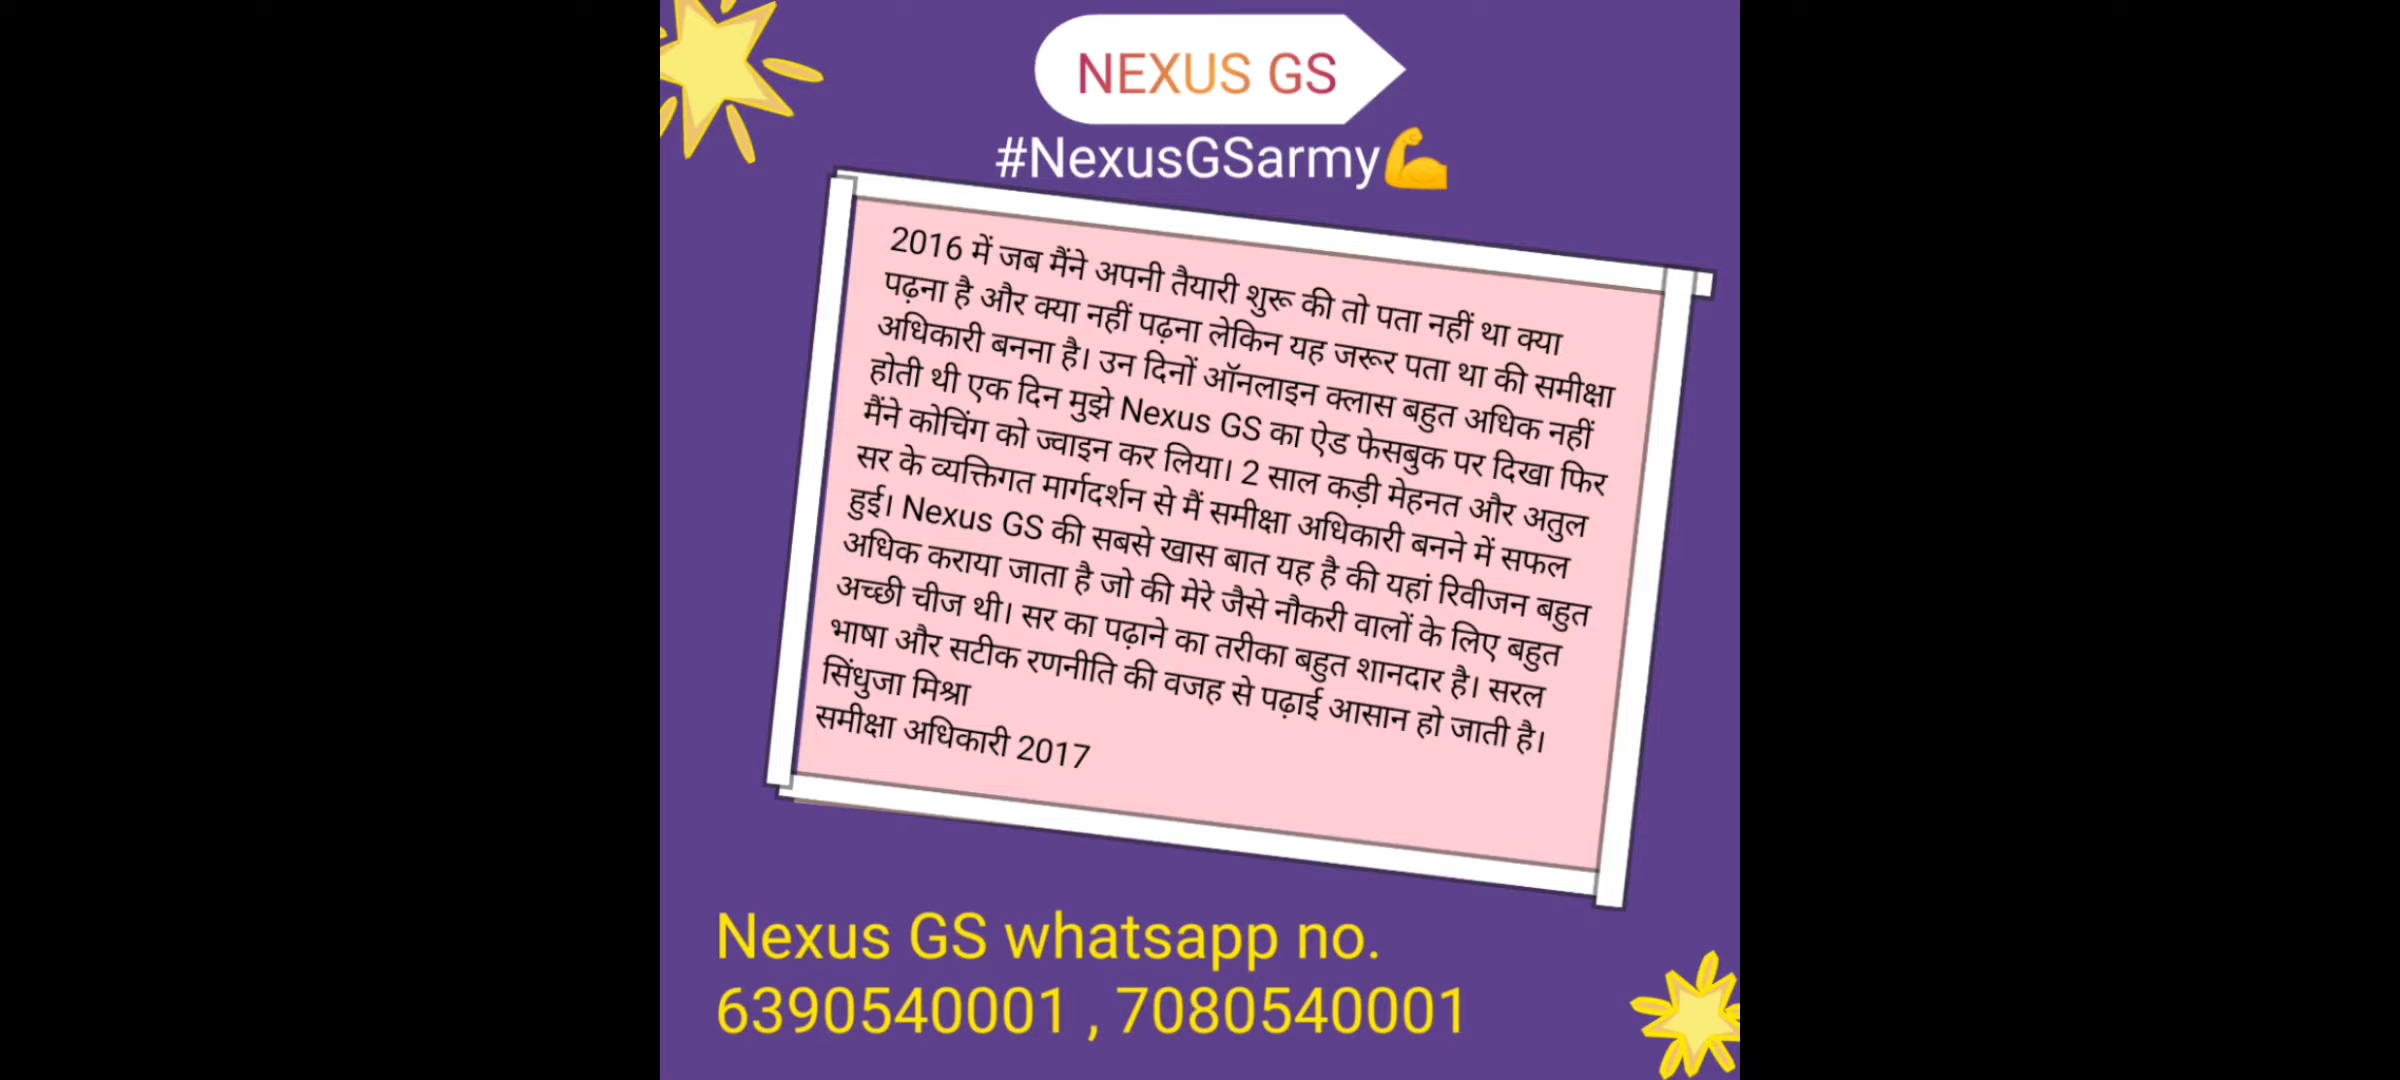 NEXUS GS
#NexusGSarmy💪
2016 में जब मैंने अपनी तैयारी शुरू की तो पता नहीं था क्या
पढ़ना है और क्या नहीं पढ़ना लेकिन यह जरूर पता था की समीक्षा
अधिकारी बनना है। उन दिनों ऑनलाइन क्लास बहुत अधिक नहीं
होती थी एक दिन मुझे Nexus GS का ऐड फेसबुक पर दिखा फिर
मैंने कोचिंग को ज्वाइन कर लिया। 2 साल कड़ी मेहनत और अतुल
सर के व्यक्तिगत मार्गदर्शन से मैं समीक्षा अधिकारी बनने में सफल
हुई। Nexus GS की सबसे खास बात यह है की यहां रिवीजन बहुत
अधिक कराया जाता है जो की मेरे जैसे नौकरी वालों के लिए बहुत
अच्छी चीज थी। सर का पढ़ाने का तरीका बहुत शानदार है। सरल
भाषा और सटीक रणनीति की वजह से पढ़ाई आसान हो जाती है।
सिंधुजा मिश्रा
समीक्षा अधिकारी 2017
Nexus GS whatsapp no.
6390540001 , 7080540001